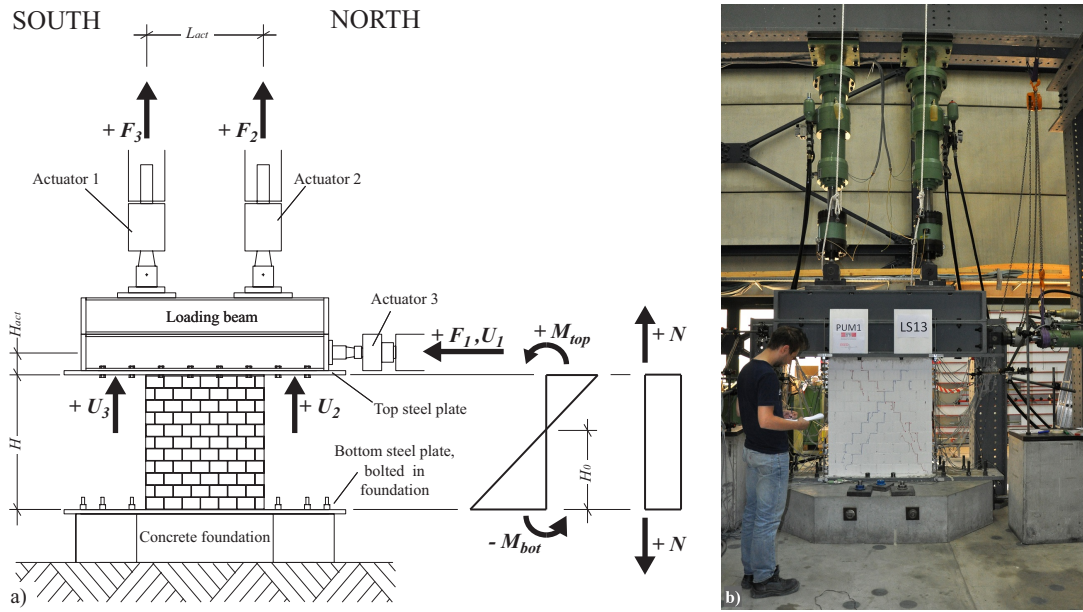 SOUTH
NORTH
Lact
+ F3
+ F2
Actuator 1
Actuator 2
Loading beam
Actuator 3
Hact
+ F1 , U1
+ Mtop
+ N
+ U3
+ U2
Top steel plate
H
Bottom steel plate,
bolted in
foundation
H0
- Mbot
+ N
Concrete foundation
a)
PUM1
LS13
b)